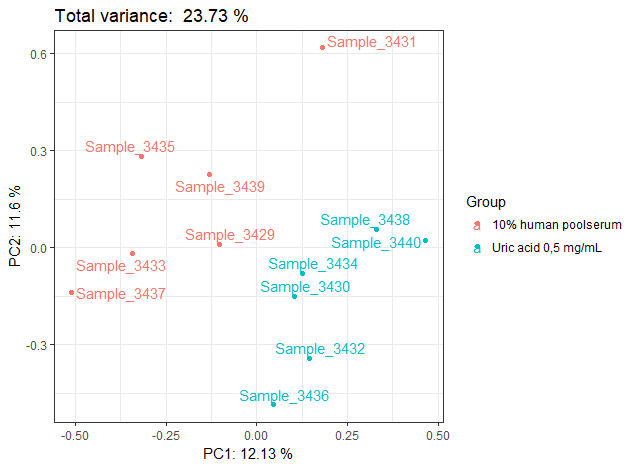 Total variance:  23.73 %
0.6
0.3
0.0
-0.3
PC2: 11.6 %
Sample_3431
Sample_3435
Sample_3439
Sample_3438
Sample_3429
Sample_3440
Sample_3433
Sample_3434
Sample_3430
Sample_3437
Sample_3432
Sample_3436
-0.50
-0.25
0.00
0.25
0.50
PC1: 12.13 %
Group
a 10% human poolserum
a Uric acid 0,5 mg/mL